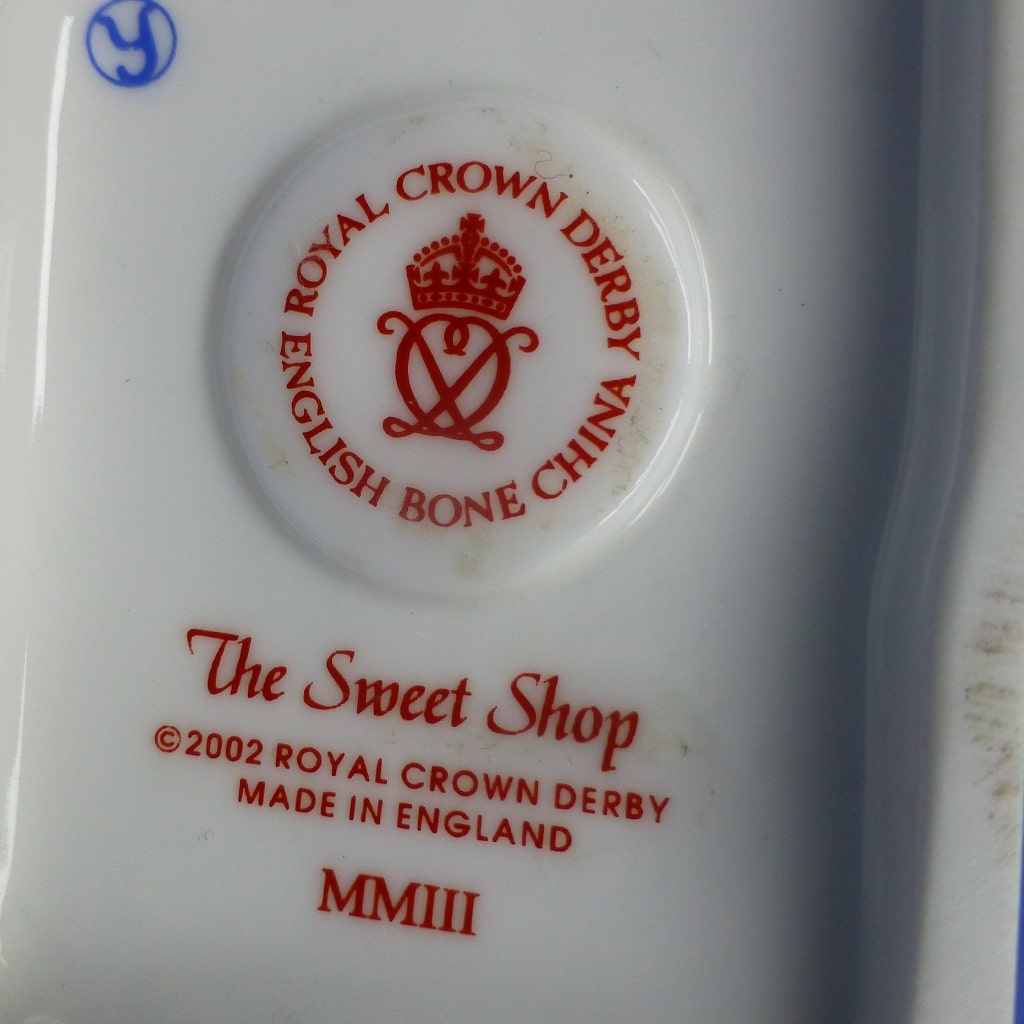 Y
ROYAL CROWN DERBY
ENGLISH BONE CHINA
The Sweet Shop
©2002 ROYAL CROWN DERBY
MADE IN ENGLAND
MMIII